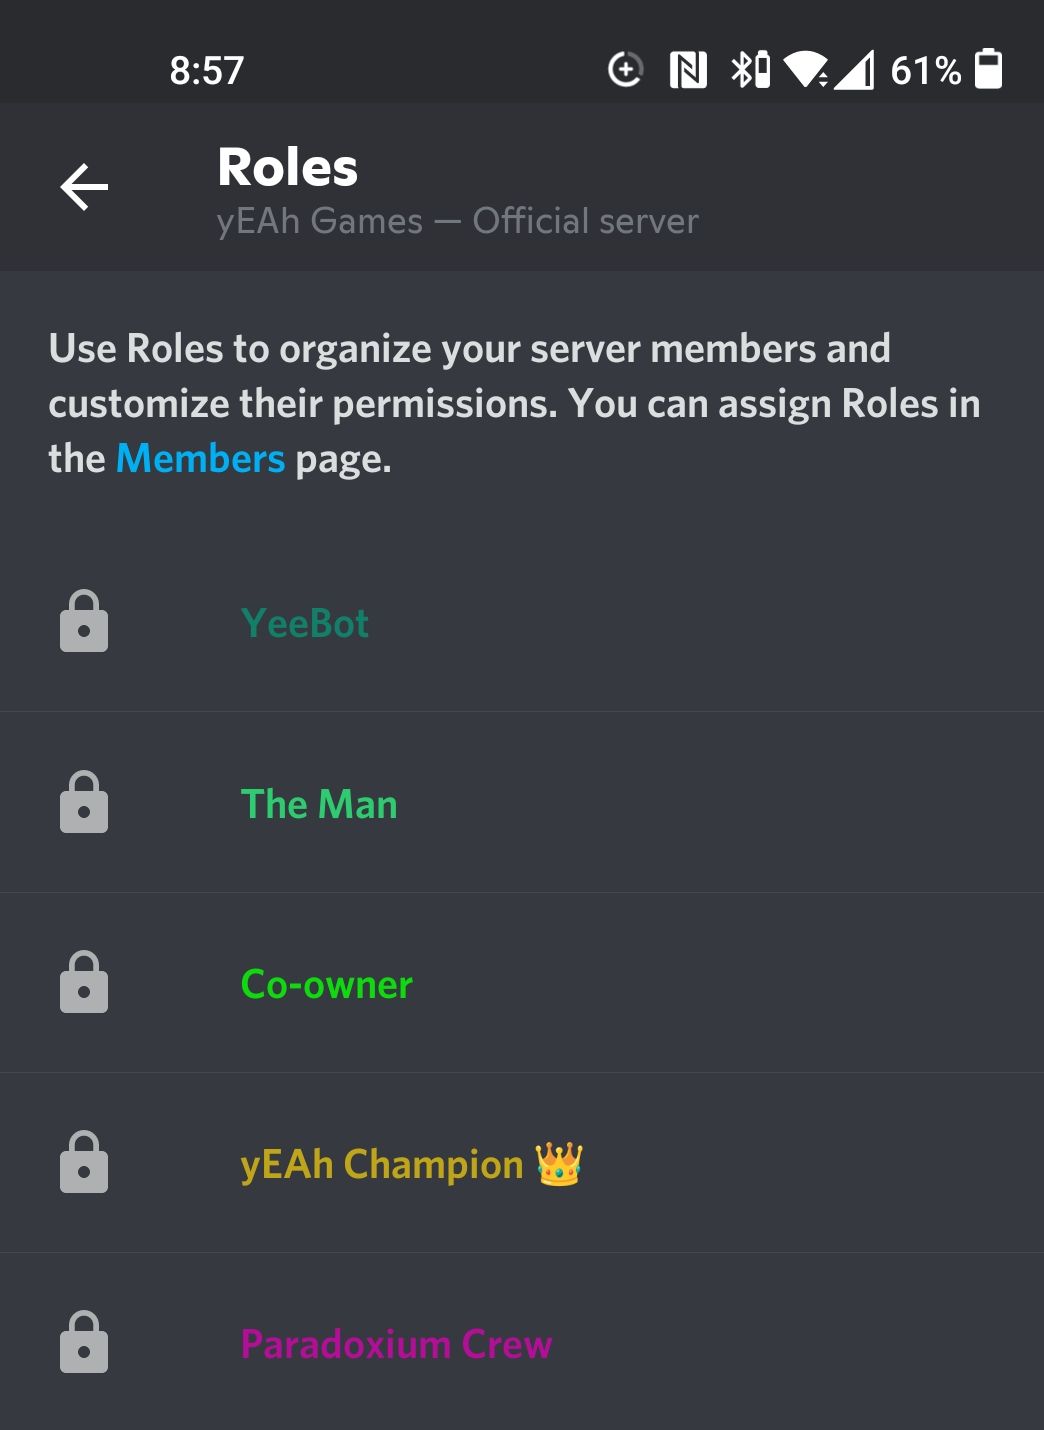 8:57
61%
Roles
yEAh Games — Official server
Use Roles to organize your server members and
customize their permissions. You can assign Roles in
the Members page.
YeeBot
The Man
Co-owner
yEAh Champion 👑
Paradoxium Crew